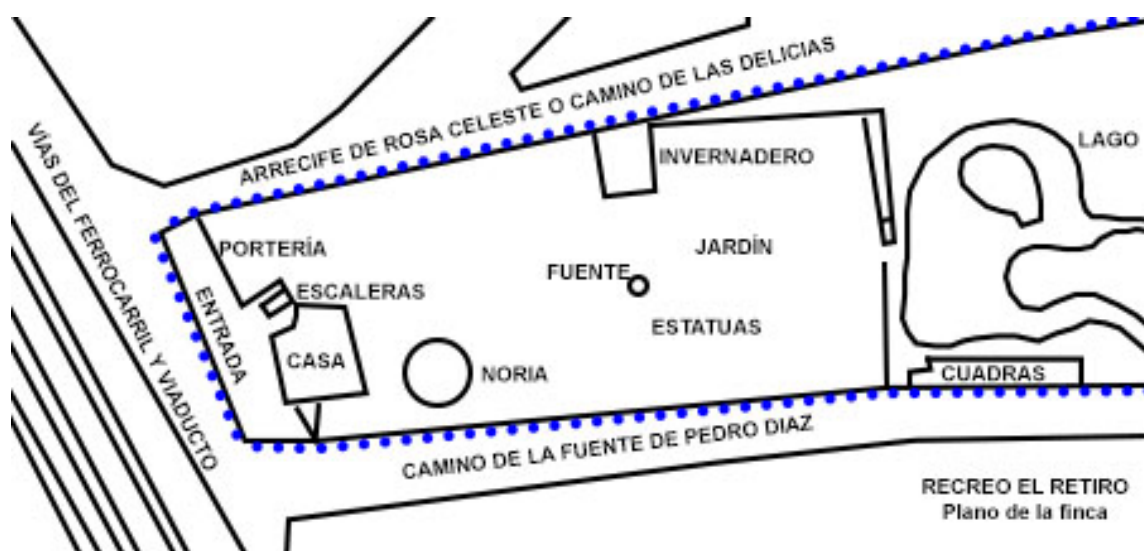 ARRECIFE DE ROSA CELESTE O CAMINO DE LAS DELICIAS
LAGO
INVERNADERO
VÍAS DEL FERROCARRIL Y VIADUCTO
PORTERÍA
JARDÍN
FUENTE
ESCALERAS
ENTRADA
ESTATUAS
CASA
NORIA
CUADRAS
CAMINO DE LA FUENTE DE PEDRO DIAZ
RECREO EL RETIRO
Plano de la finca